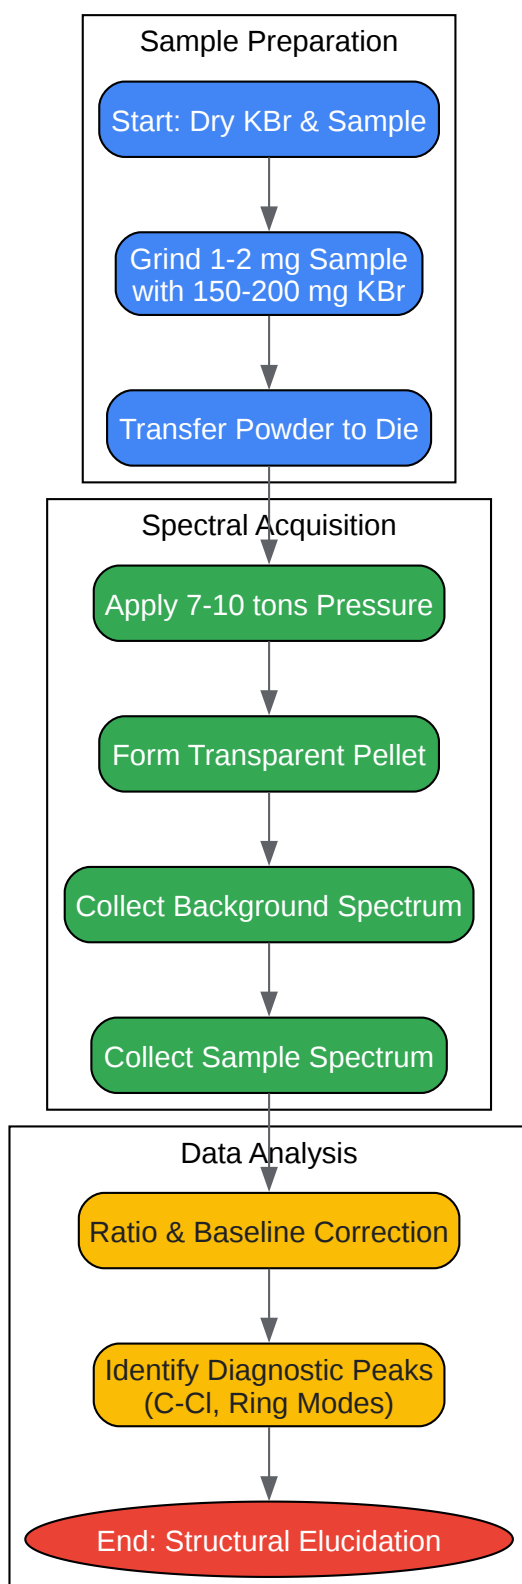 Sample Preparation
Start: Dry KBr & Sample
Grind 1-2 mg Sample
with 150-200 mg KBr
Transfer Powder to Die
Spectral Acquisition
Apply 7-10 tons Pressure
Form Transparent Pellet
Collect Background Spectrum
Collect Sample Spectrum
Data Analysis
Ratio & Baseline Correction
Identify Diagnostic Peaks
(C-Cl, Ring Modes)
End: Structural Elucidation